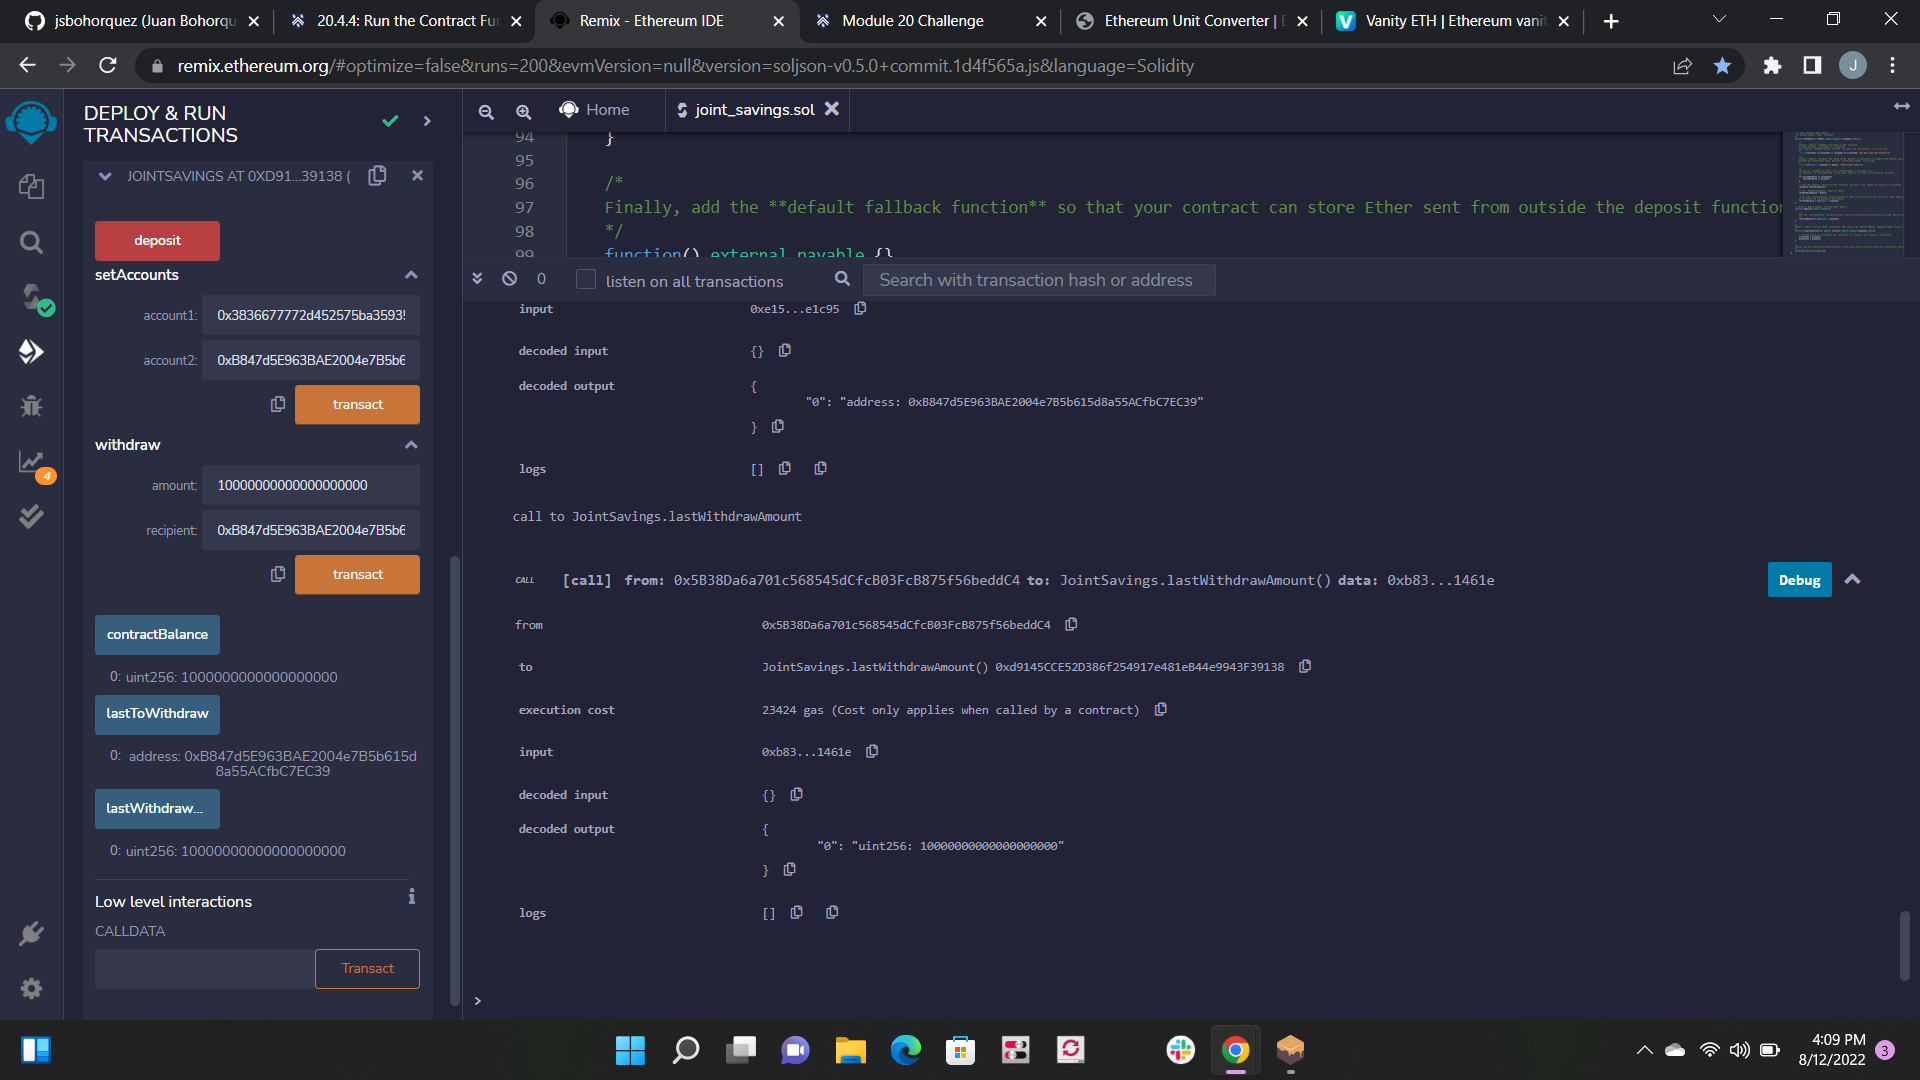 jsbohorquez (Juan Bohorqu
20.4.4: Run the Contract Fun
Remix - Ethereum IDE
Module 20 Challenge
Ethereum Unit Converter |
Vanity ETH | Ethereum vanit
remix.ethereum.org/#optimize=false&runs=200&evmVersion=null&version=soljson-v0.5.0+commit.1d4f565a.js&language=Solidity
J
DEPLOY & RUN
TRANSACTIONS
JOINTSAVINGS AT 0XD91...39138 (
deposit
setAccounts
account1: 0x3836677772d452575ba35935
account2: 0xB847d5E963BAE2004e7B5b6
transact
withdraw
amount: 10000000000000000000
recipient: 0xB847d5E963BAE2004e7B5b6
transact
contractBalance
0: uint256: 1000000000000000000
lastToWithdraw
0: address: 0xB847d5E963BAE2004e7B5b615d
8a55ACfbC7EC39
lastWithdraw...
0: uint256: 10000000000000000000
Low level interactions
i
CALLDATA
Transact
4
Home
joint_savings.sol
94 }
95
96 /*
97 Finally, add the **default fallback function** so that your contract can store Ether sent from outside the deposit function
98 */
99 function() external payable {}
0
listen on all transactions
Search with transaction hash or address
input 0xe15...e1c95
decoded input {}
decoded output {
"0": "address: 0xB847d5E963BAE2004e7B5b615d8a55ACfbC7EC39"
}
logs []
call to JointSavings.lastWithdrawAmount
CALL [call] from: 0x5B38Da6a701c568545dCfcB03FcB875f56beddC4 to: JointSavings.lastWithdrawAmount() data: 0xb83...1461e
Debug
from 0x5B38Da6a701c568545dCfcB03FcB875f56beddC4
to JointSavings.lastWithdrawAmount() 0xd9145CCE52D386f254917e481eB44e9943F39138
execution cost 23424 gas (Cost only applies when called by a contract)
input 0xb83...1461e
decoded input {}
decoded output {
"0": "uint256: 10000000000000000000"
}
logs []
>
4:09 PM
8/12/2022
3